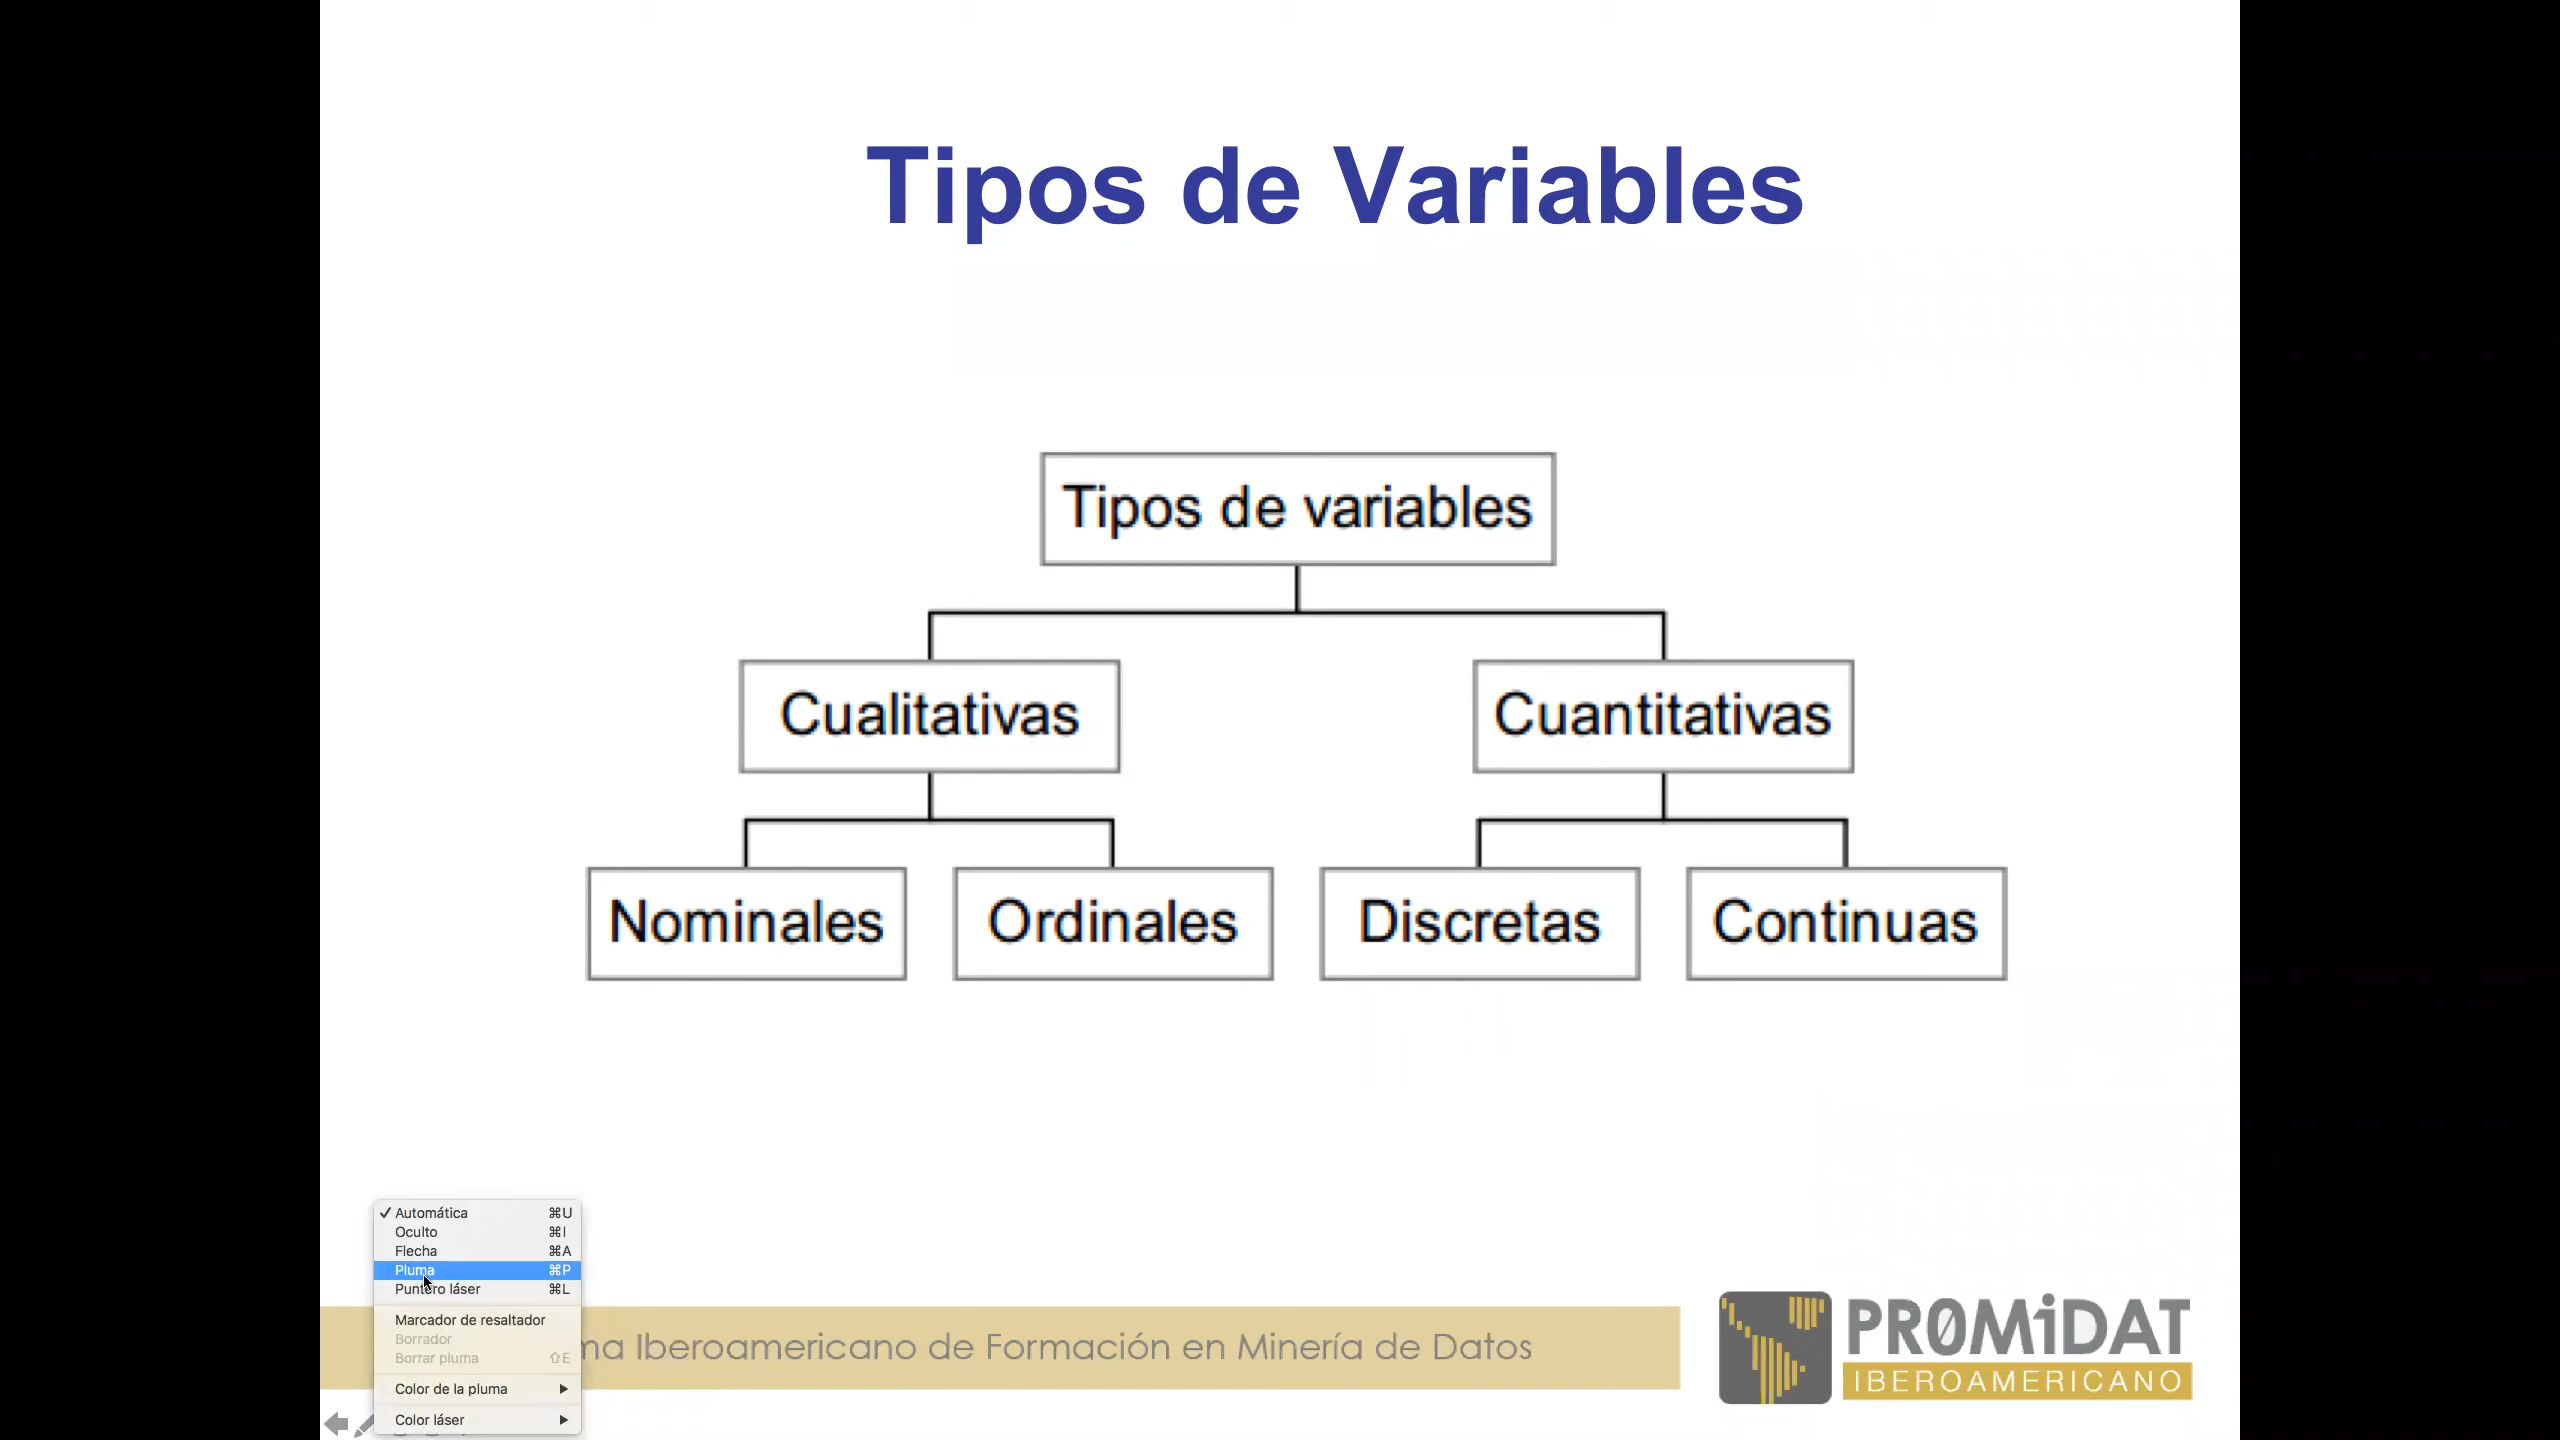 Tipos de Variables
Tipos de variables
Cualitativas
Cuantitativas
Nominales
Ordinales
Discretas
Continuas
✓ Automática ⌘U
Oculto ⌘I
Flecha ⌘A
Pluma ⌘P
Puntero láser ⌘L
Marcador de resaltador
Borrador
Borrar pluma ⇧E
Color de la pluma
Color láser
Iberoamericano de Formación en Minería de Datos
PR0MiDAT
IBEROAMERICANO